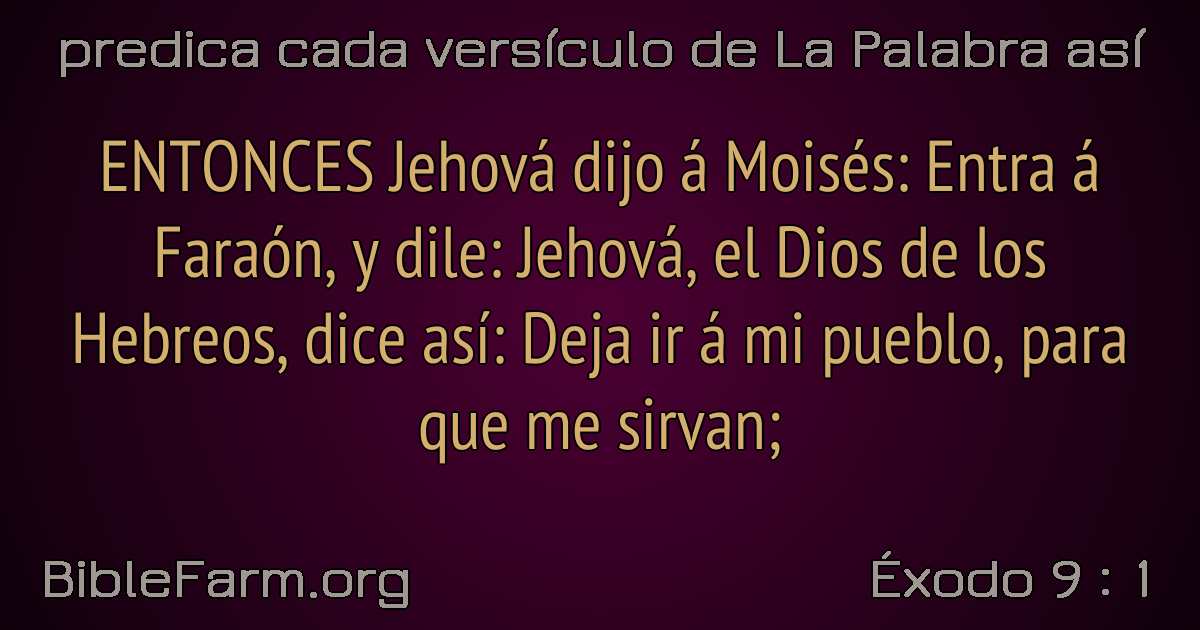 predica cada versículo de La Palabra así
ENTONCES Jehová dijo á Moisés: Entra á
Faraón, y dile: Jehová, el Dios de los
Hebreos, dice así: Deja ir á mi pueblo, para
que me sirvan;
BibleFarm.org
Éxodo 9 : 1